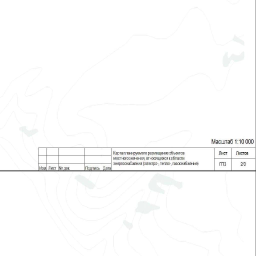 Масштаб 1:10 000
Карта планируемого размещения объектов
местного значения, относящихся к области
энергоснабжения (электро-, тепло-, газоснабжение)
Лист Листов
ГП3 2/3
Изм Лист № док Подпись Дата